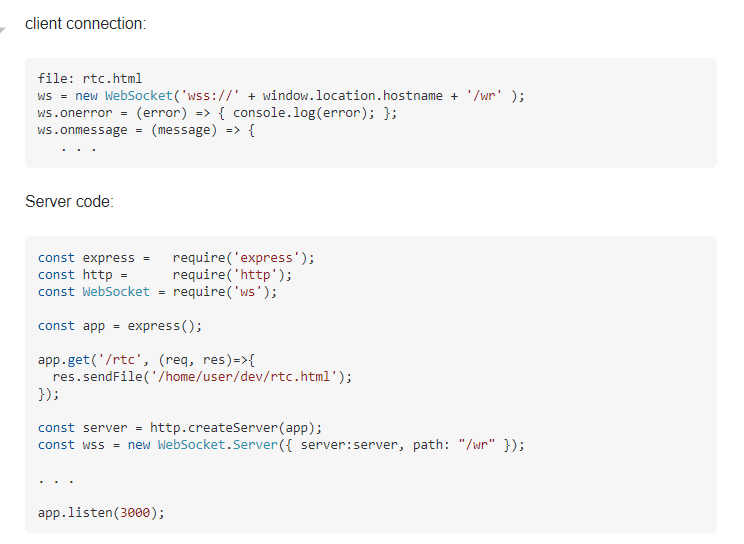 client connection:
file: rtc.html
ws = new WebSocket('wss://' + window.location.hostname + '/wr' );
ws.onerror = (error) => { console.log(error); };
ws.onmessage = (message) => {
   . . .
Server code:
const express =   require('express');
const http =      require('http');
const WebSocket = require('ws');
const app = express();
app.get('/rtc', (req, res)=>{
  res.sendFile('/home/user/dev/rtc.html');
});
const server = http.createServer(app);
const wss = new WebSocket.Server({ server:server, path: "/wr" });
. . .
app.listen(3000);